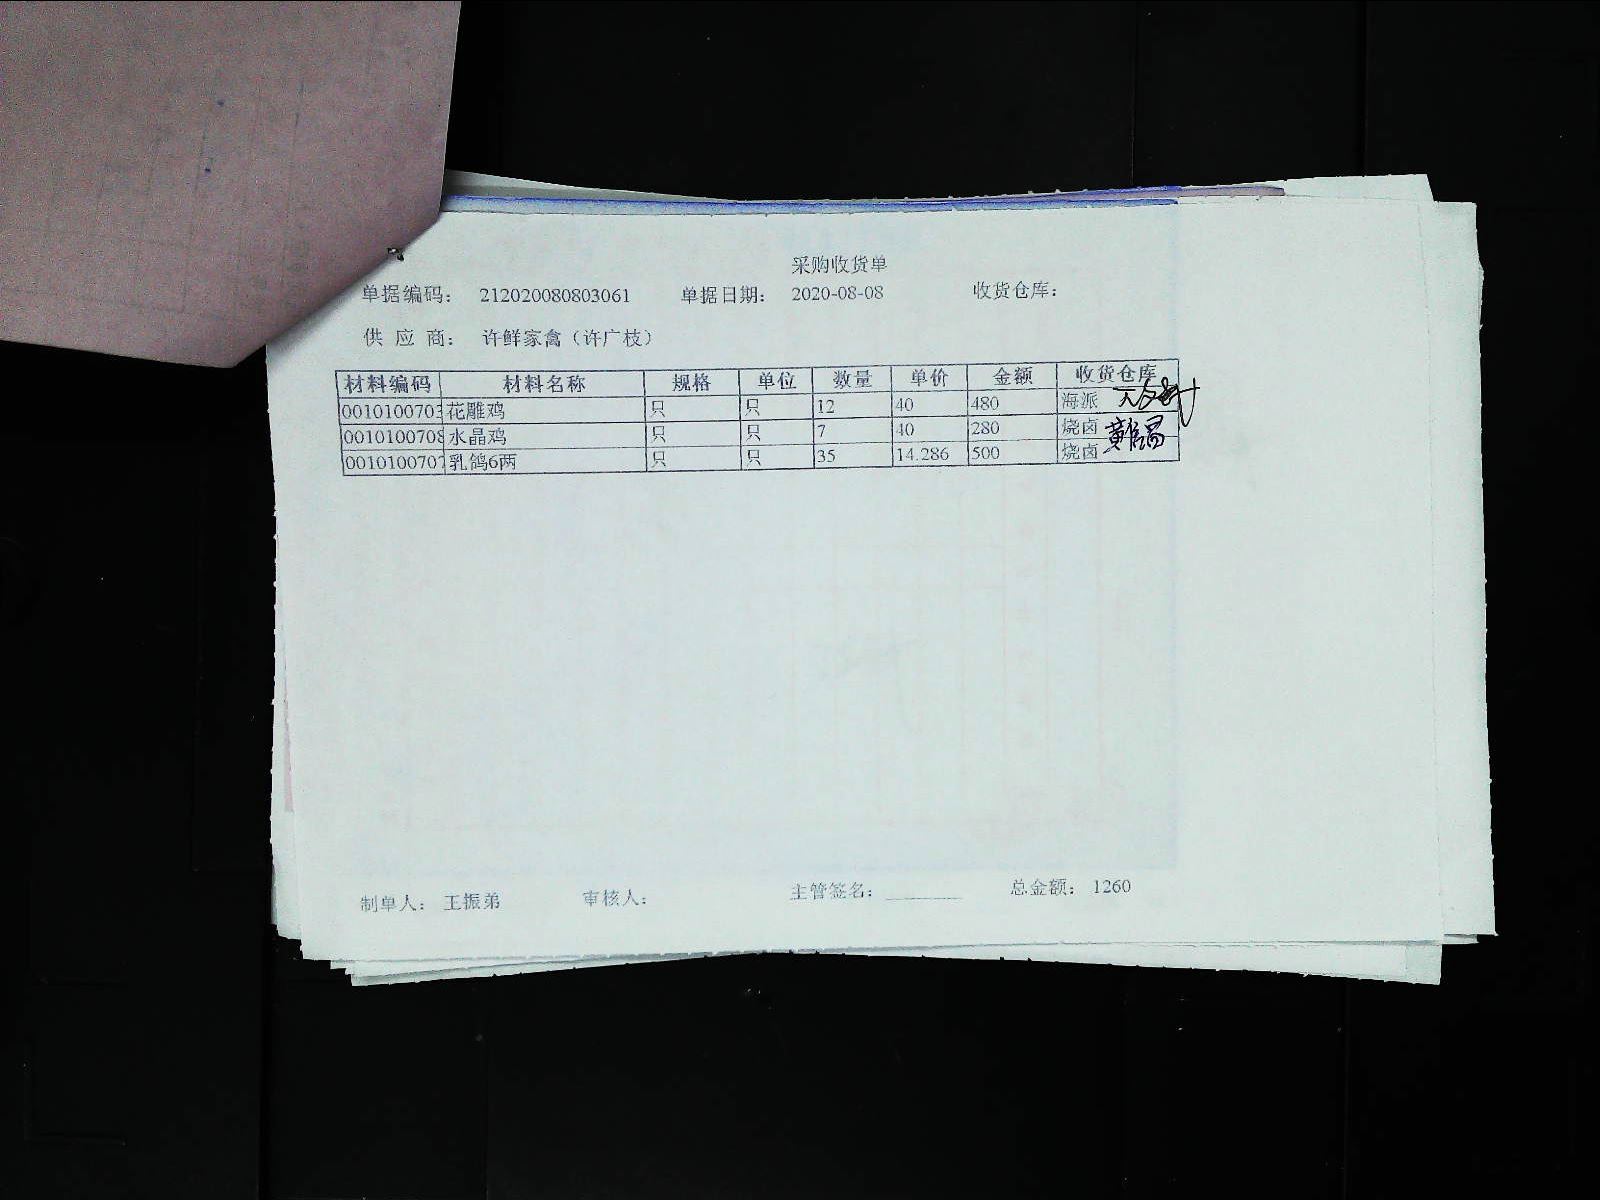 采购收货单
单据编码： 212020080803061 单据日期： 2020-08-08 收货仓库：
供 应 商： 许鲜家禽（许广枝）
材料编码 材料名称 规格 单位 数量 单价 金额 收货仓库
0010100703 花雕鸡 只 只 12 40 480 海派
0010100708 水晶鸡 只 只 7 40 280 烧卤
0010100707 乳鸽6两 只 只 35 14.286 500 烧卤
制单人： 王振弟 审核人： 主管签名： ________ 总金额： 1260